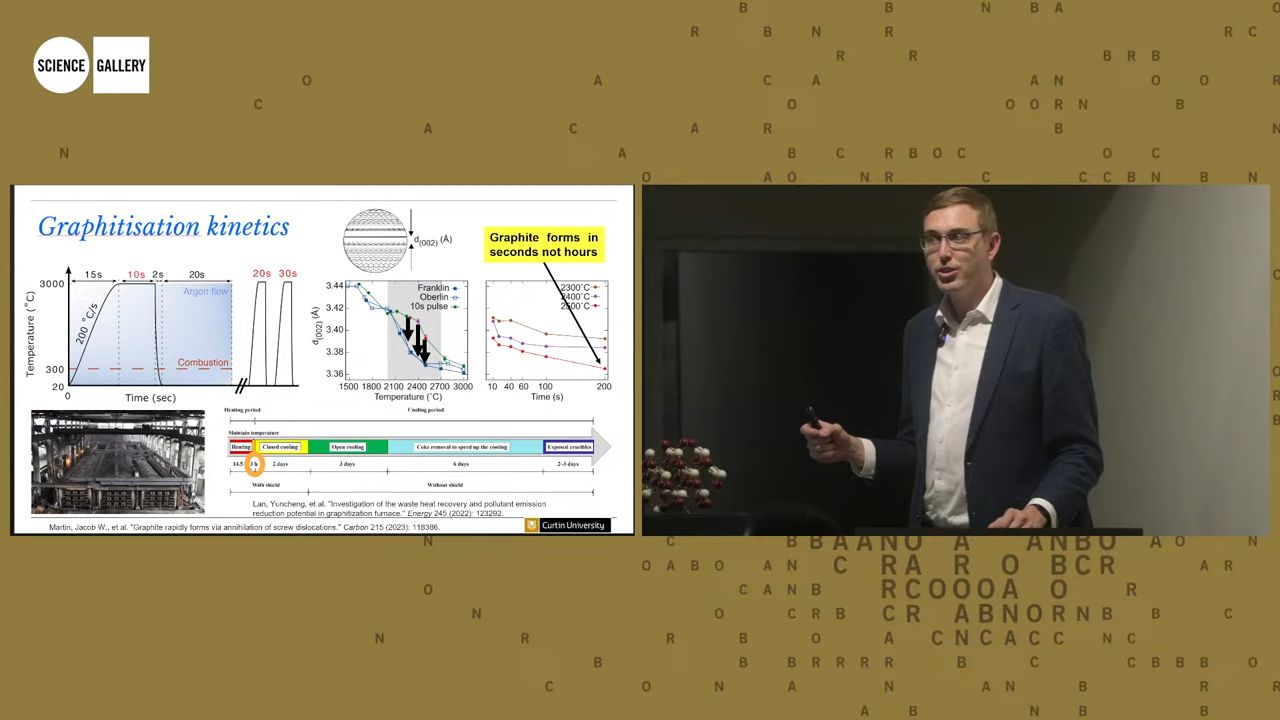 SCIENCE GALLERY
Graphitisation kinetics
d(002) (Å)
Graphite forms in
seconds not hours
15s 10s 2s 20s 20s 30s
3000
Argon flow
200 °C/s
Temperature (°C)
Combustion
300
20
0
Time (sec)
Franklin
Oberlin
10s pulse
3.44
3.42
3.40
3.38
3.36
d(002) (Å)
1500 1800 2100 2400 2700 3000
Temperature (°C)
2300°C
2400°C
2500°C
10 40 60 100 200
Time (s)
Heating period
Cooling period
Maintain temperature
Heating
Closed cooling
Open cooling
Coke removal to speed up the cooling
Exposed crucibles
14.5 3 h 2 days 3 days 6 days 2~3 days
With shield
Without shield
Lan, Yuncheng, et al. "Investigation of the waste heat recovery and pollutant emission
reduction potential in graphitization furnace." Energy 245 (2022): 123292.
Martin, Jacob W., et al. "Graphite rapidly forms via annihilation of screw dislocations." Carbon 215 (2023): 118386.
Curtin University